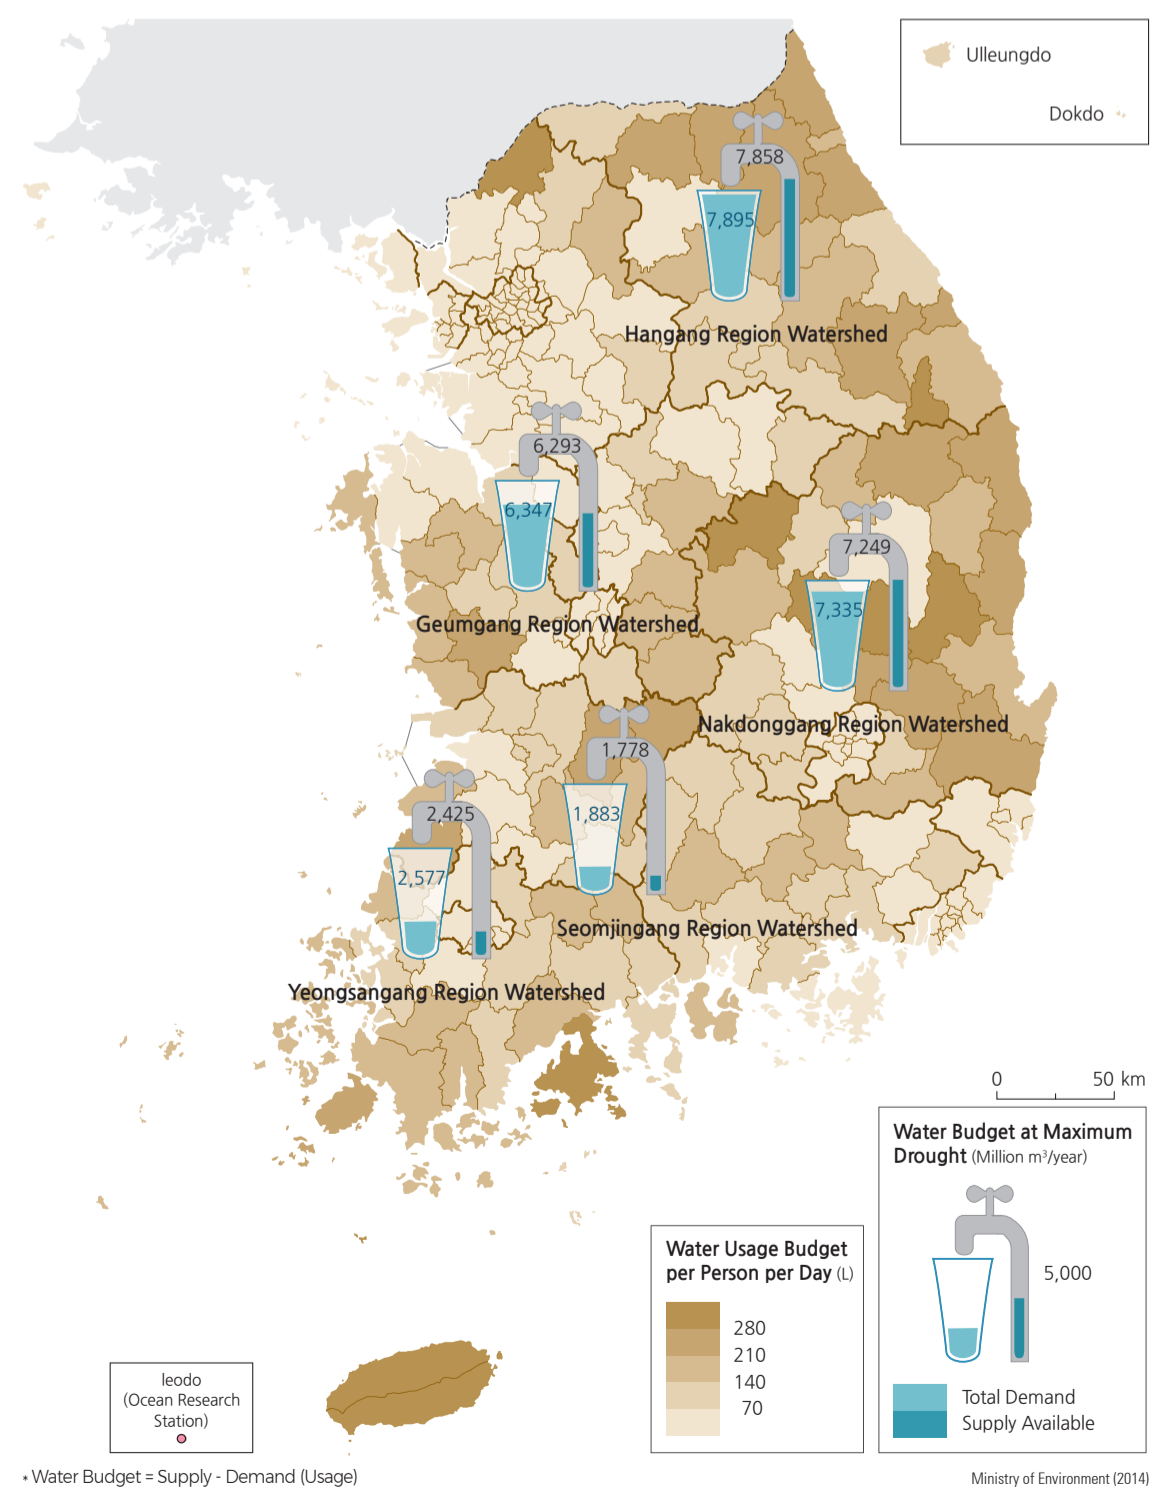 Ulleungdo
Dokdo
7,858
7,895
Hangang Region Watershed
6,293
6,347
Geumgang Region Watershed
7,249
7,335
Nakdonggang Region Watershed
1,778
1,883
Seomjingang Region Watershed
2,425
2,577
Yeongsangang Region Watershed
0 50 km
Water Budget at Maximum
Drought (Million m³/year)
5,000
Total Demand
Supply Available
Water Usage Budget
per Person per Day (L)
280
210
140
70
Ieodo
(Ocean Research
Station)
* Water Budget = Supply - Demand (Usage)
Ministry of Environment (2014)